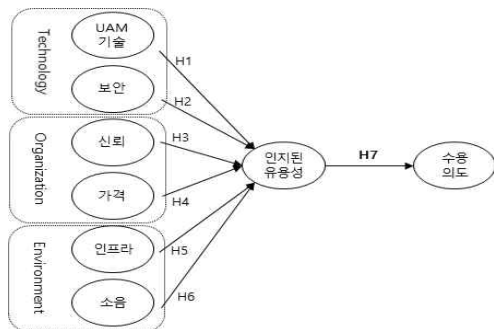 Technology
UAM
기술
보안
Organization
신뢰
가격
Environment
인프라
소음
H1
H2
H3
H4
H5
H6
인지된
유용성
H7
수용
의도